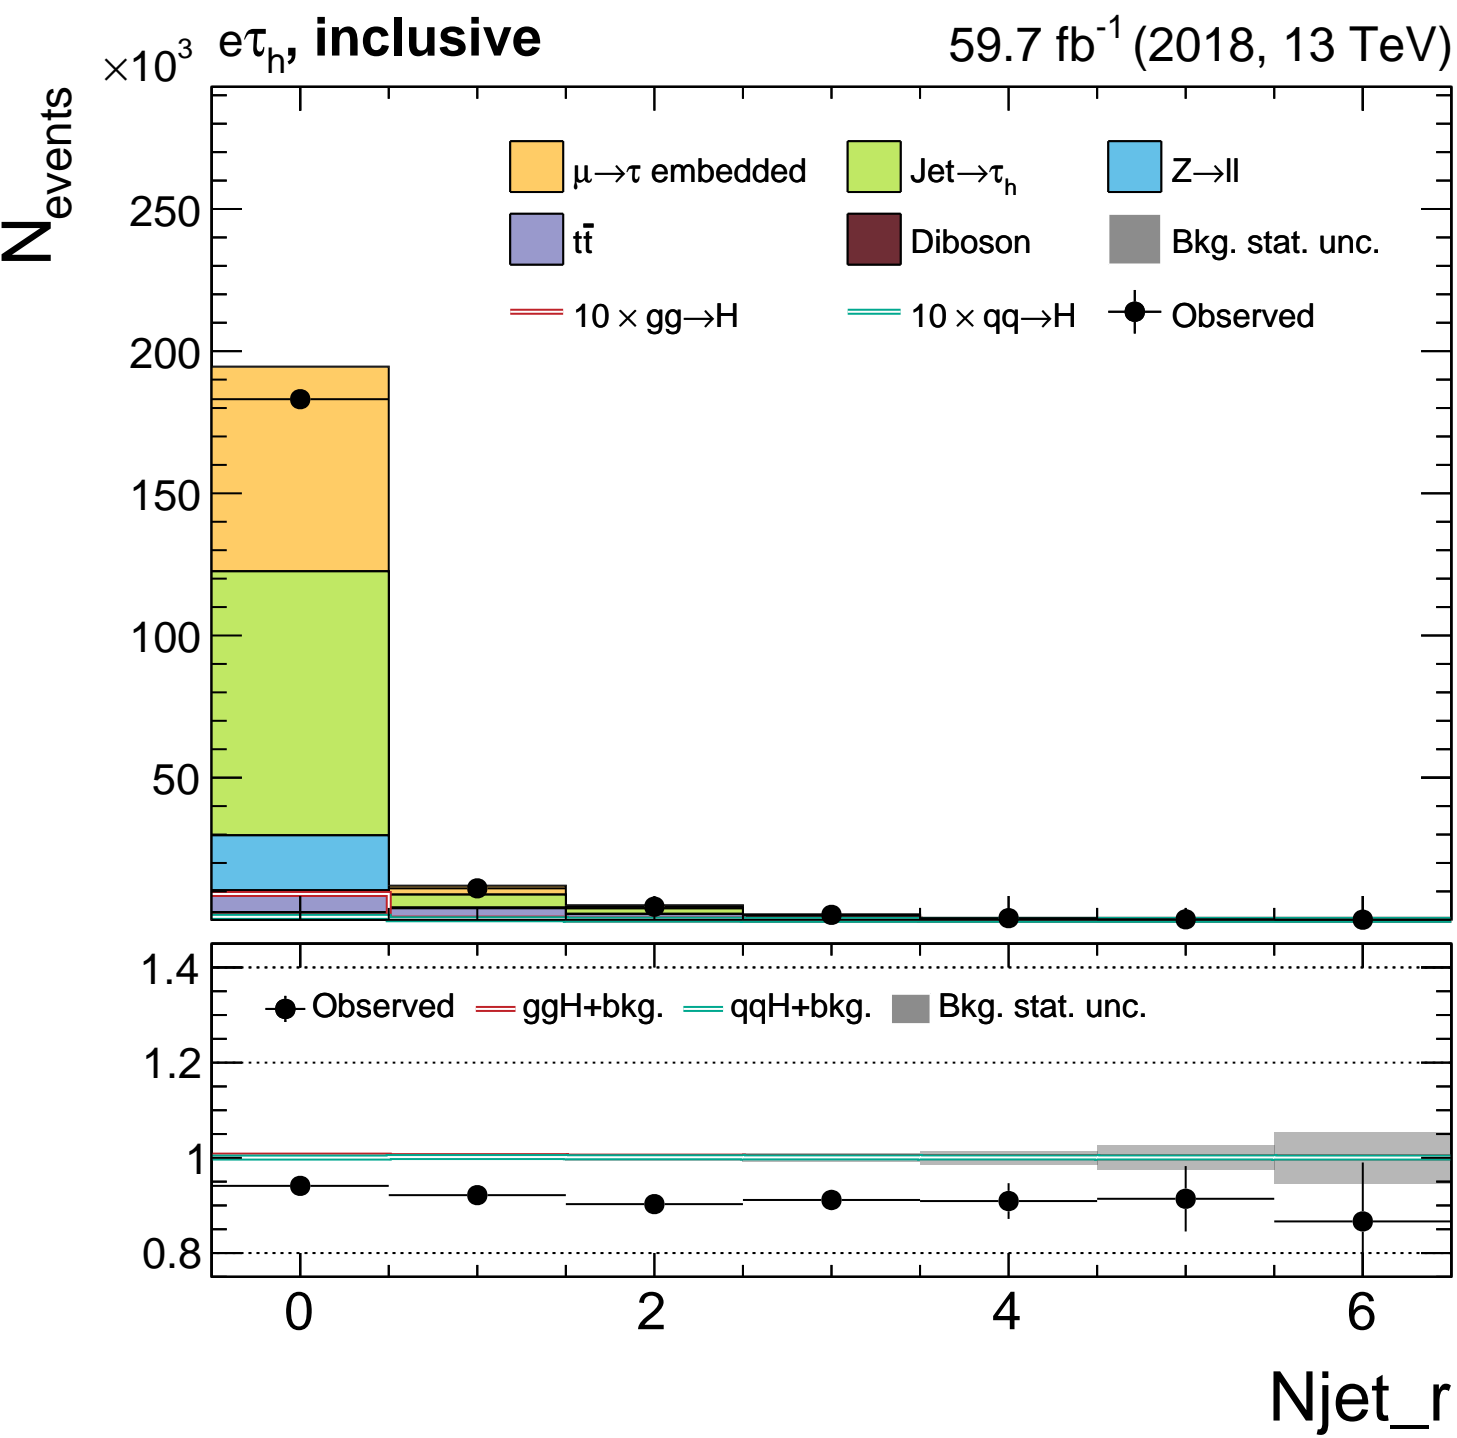 ×10³ eτₕ, inclusive 59.7 fb⁻¹ (2018, 13 TeV)
N_events
μ→τ embedded Jet→τₕ Z→ll
tt̄ Diboson Bkg. stat. unc.
10 × gg→H 10 × qq→H Observed
250
200
150
100
50
1.4
Observed ggH+bkg. qqH+bkg. Bkg. stat. unc.
1.2
1
0.8
0 2 4 6
Njet_r